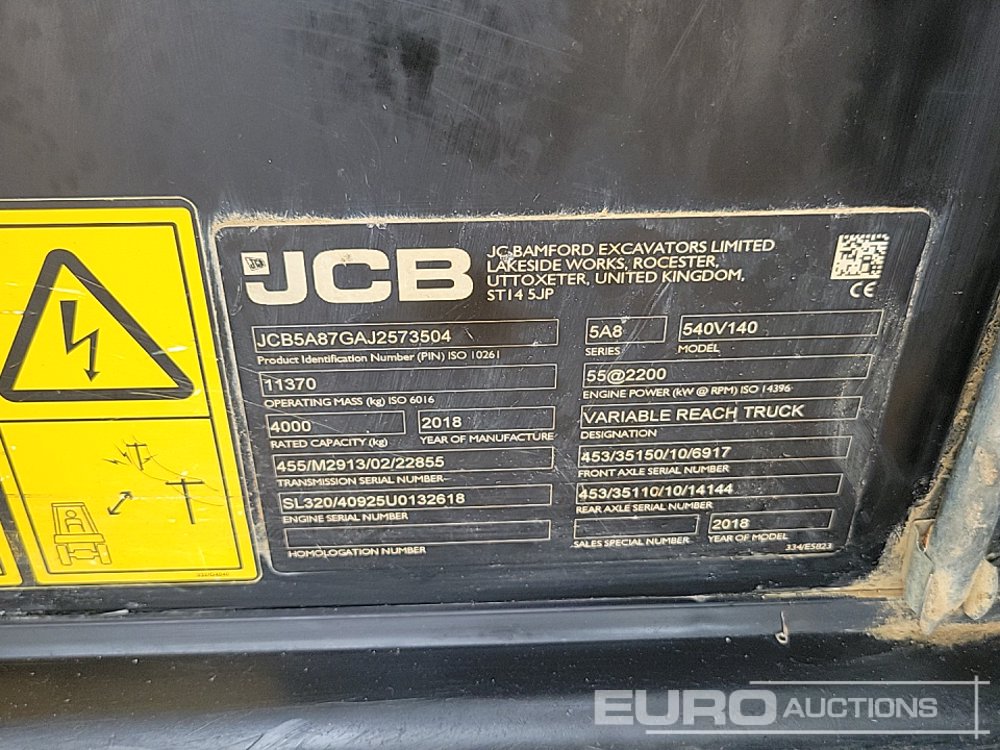 JCB
JC BAMFORD EXCAVATORS LIMITED
LAKESIDE WORKS, ROCESTER,
UTTOXETER, UNITED KINGDOM,
ST14 5JP
CE
JCB5A87GAJ2573504
Product Identification Number (PIN) ISO 10261
5A8
SERIES
540V140
MODEL
11370
OPERATING MASS (kg) ISO 6016
55@2200
ENGINE POWER (kW @ RPM) ISO 14396
4000
RATED CAPACITY (kg)
2018
YEAR OF MANUFACTURE
VARIABLE REACH TRUCK
DESIGNATION
455/M2913/02/22855
TRANSMISSION SERIAL NUMBER
453/35150/10/6917
FRONT AXLE SERIAL NUMBER
SL320/40925U0132618
ENGINE SERIAL NUMBER
453/35110/10/14144
REAR AXLE SERIAL NUMBER
HOMOLOGATION NUMBER
SALES SPECIAL NUMBER
2018
YEAR OF MODEL
334/E5823
EURO AUCTIONS